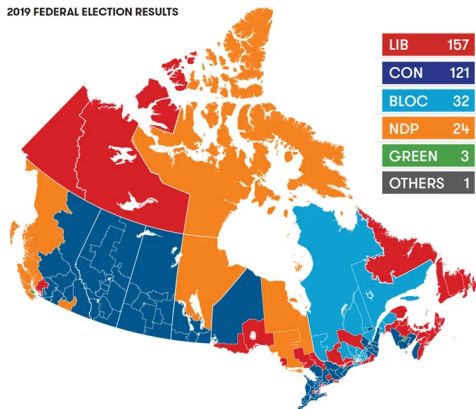 2019 FEDERAL ELECTION RESULTS
LIB 157
CON 121
BLOC 32
NDP 24
GREEN 3
OTHERS 1